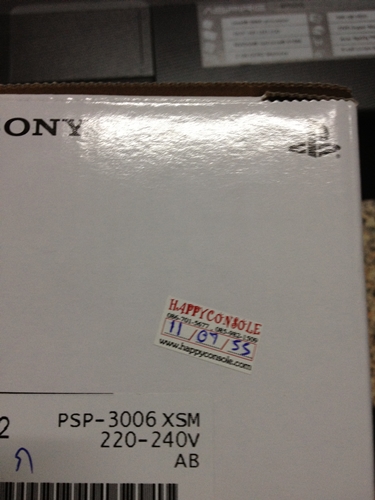 ONY
HAPPYCONSOLE
www.happyconsole.com
11/07/55
2
PSP-3006 XSM
220-240V
AB